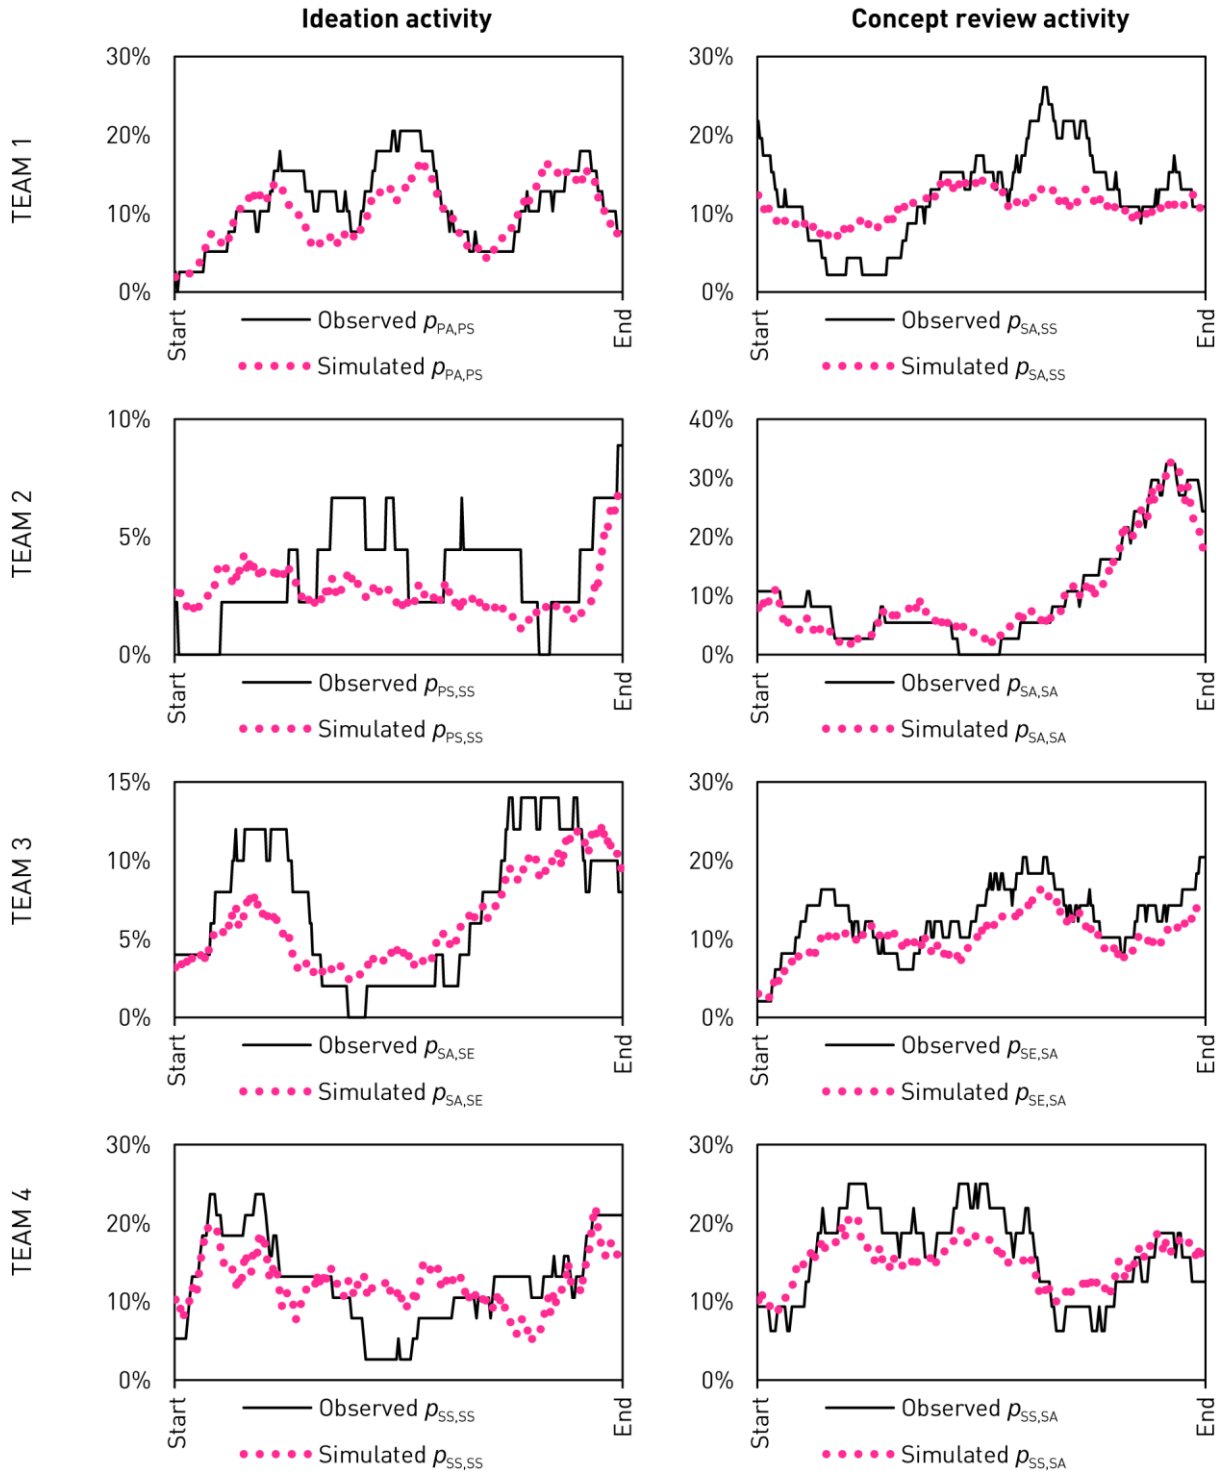 Ideation activity
Concept review activity
TEAM 1
30%
20%
10%
0%
Start
End
Observed pPA,PS
Simulated pPA,PS
30%
20%
10%
0%
Start
End
Observed pSA,SS
Simulated pSA,SS
TEAM 2
10%
5%
0%
Start
End
Observed pPS,SS
Simulated pPS,SS
40%
30%
20%
10%
0%
Start
End
Observed pSA,SA
Simulated pSA,SA
TEAM 3
15%
10%
5%
0%
Start
End
Observed pSA,SE
Simulated pSA,SE
30%
20%
10%
0%
Start
End
Observed pSE,SA
Simulated pSE,SA
TEAM 4
30%
20%
10%
0%
Start
End
Observed pSS,SS
Simulated pSS,SS
30%
20%
10%
0%
Start
End
Observed pSS,SA
Simulated pSS,SA